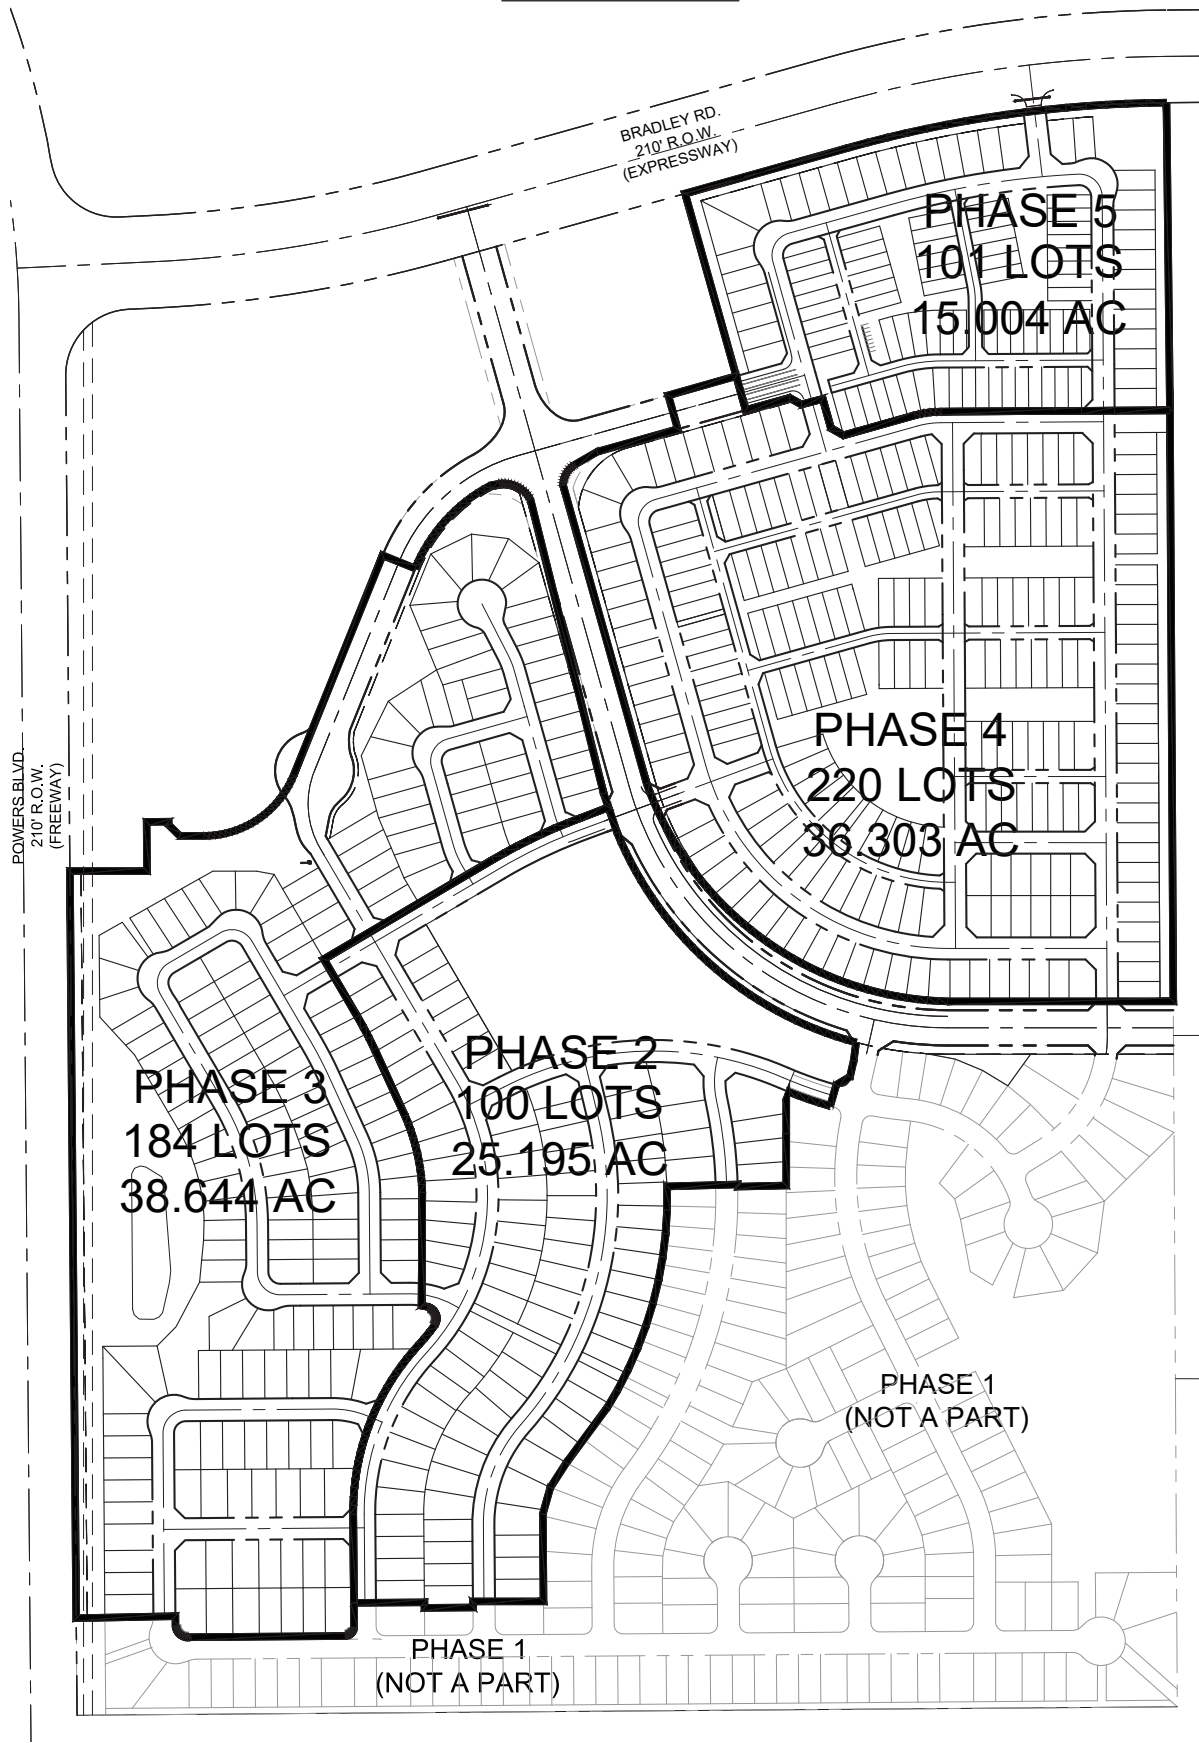 BRADLEY RD.
210' R.O.W.
(EXPRESSWAY)
PHASE 5
101 LOTS
15.004 AC
PHASE 4
220 LOTS
36.303 AC
POWERS BLVD.
210' R.O.W.
(FREEWAY)
PHASE 2
100 LOTS
25.195 AC
PHASE 3
184 LOTS
38.644 AC
PHASE 1
(NOT A PART)
PHASE 1
(NOT A PART)